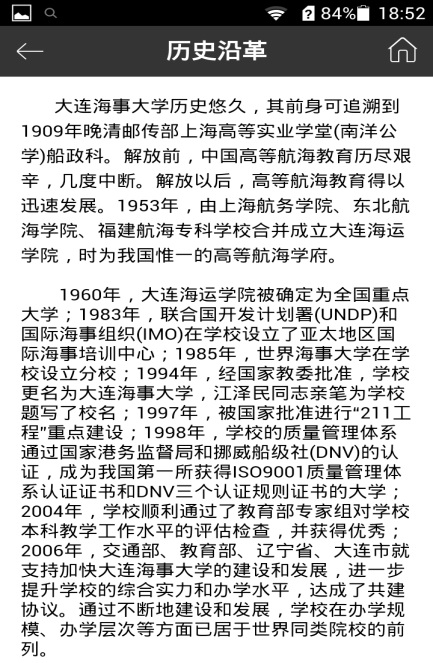 84% 18:52
历史沿革
大连海事大学历史悠久，其前身可追溯到
1909年晚清邮传部上海高等实业学堂(南洋公
学)船政科。解放前，中国高等航海教育历尽艰
辛，几度中断。解放以后，高等航海教育得以
迅速发展。1953年，由上海航务学院、东北航
海学院、福建航海专科学校合并成立大连海运
学院，时为我国惟一的高等航海学府。
1960年，大连海运学院被确定为全国重点
大学；1983年，联合国开发计划署(UNDP)和
国际海事组织(IMO)在学校设立了亚太地区国
际海事培训中心；1985年，世界海事大学在学
校设立分校；1994年，经国家教委批准，学校
更名为大连海事大学，江泽民同志亲笔为学校
题写了校名；1997年，被国家批准进行“211工
程”重点建设；1998年，学校的质量管理体系
通过国家港务监督局和挪威船级社(DNV)的认
证，成为我国第一所获得ISO9001质量管理体
系认证证书和DNV三个认证规则证书的大学；
2004年，学校顺利通过了教育部专家组对学校
本科教学工作水平的评估检查，并获得优秀；
2006年，交通部、教育部、辽宁省、大连市就
支持加快大连海事大学的建设和发展，进一步
提升学校的综合实力和办学水平，达成了共建
协议。通过不断地建设和发展，学校在办学规
模、办学层次等方面已居于世界同类院校的前
列。